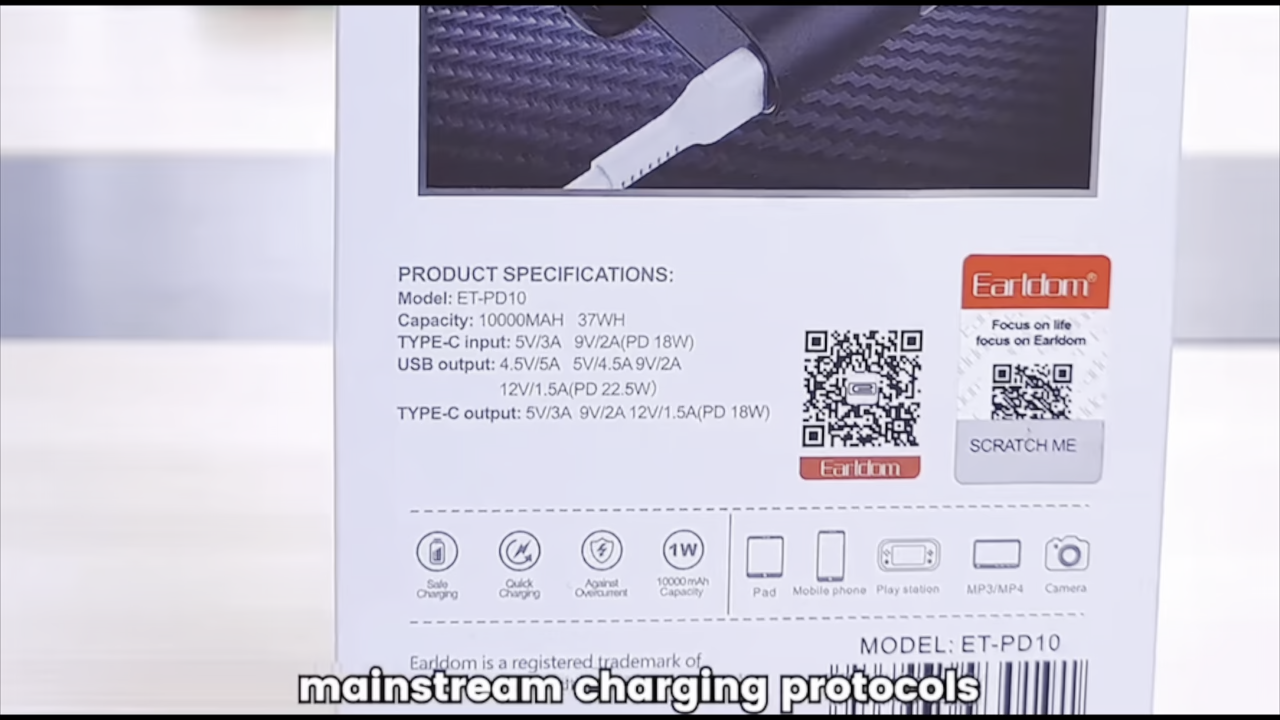 PRODUCT SPECIFICATIONS:
Model: ET-PD10
Capacity: 10000MAH 37WH
TYPE-C input: 5V/3A 9V/2A(PD 18W)
USB output: 4.5V/5A 5V/4.5A 9V/2A
12V/1.5A(PD 22.5W)
TYPE-C output: 5V/3A 9V/2A 12V/1.5A(PD 18W)
Earldom
Earldom®
Focus on life
focus on Earldom
SCRATCH ME
Safe
Charging
Quick
Charging
Against
Overcurrent
1W
10000mAh
Capacity
Pad
Mobile phone
Play station
MP3/MP4
Camera
MODEL: ET-PD10
Earldom is a registered trademark of
mainstream charging protocols